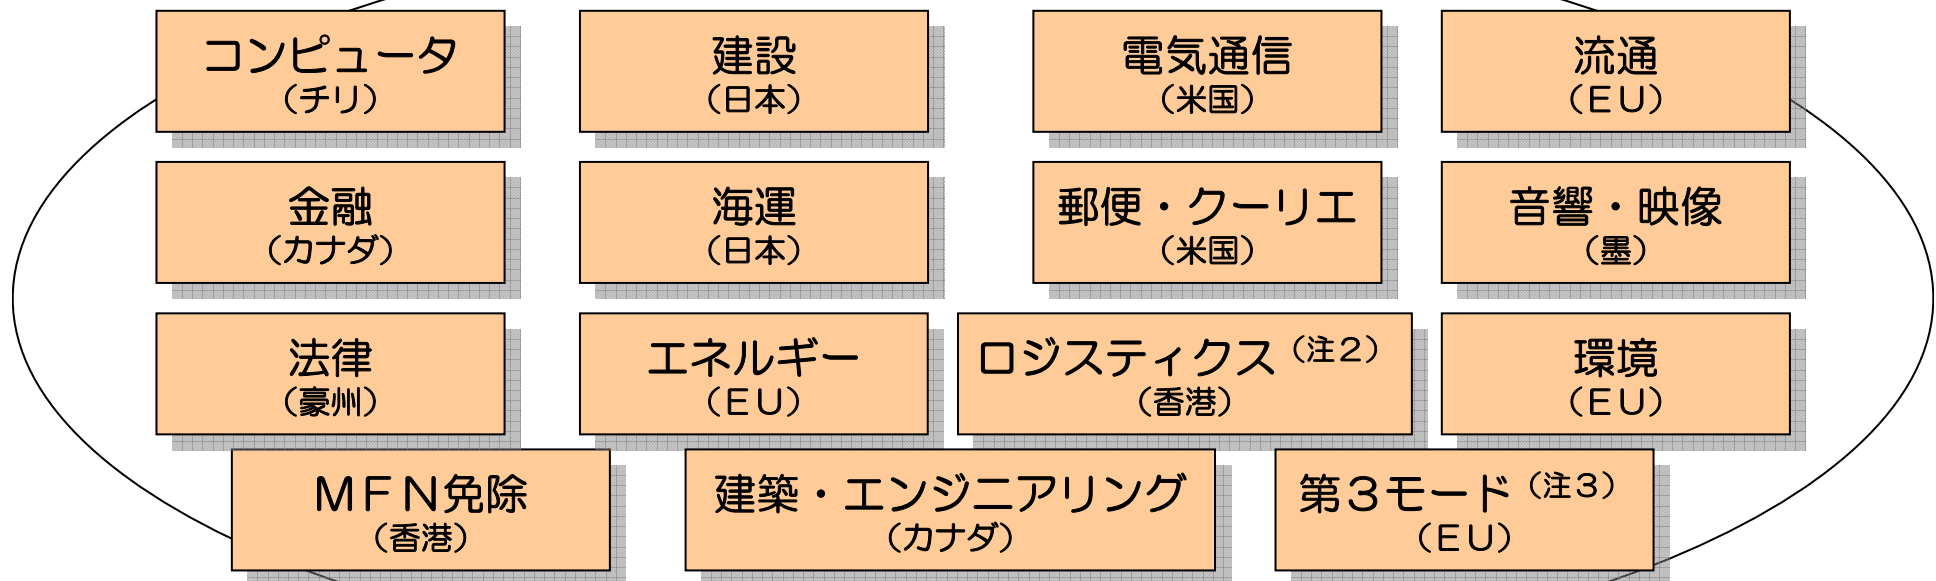 コンピュータ
（チリ）
建設
（日本）
電気通信
（米国）
流通
（ＥＵ）
金融
（カナダ）
海運
（日本）
郵便・クーリエ
（米国）
音響・映像
（墨）
法律
（豪州）
エネルギー
（ＥＵ）
ロジスティクス（注２）
（香港）
環境
（ＥＵ）
ＭＦＮ免除
（香港）
建築・エンジニアリング
（カナダ）
第３モード（注３）
（ＥＵ）